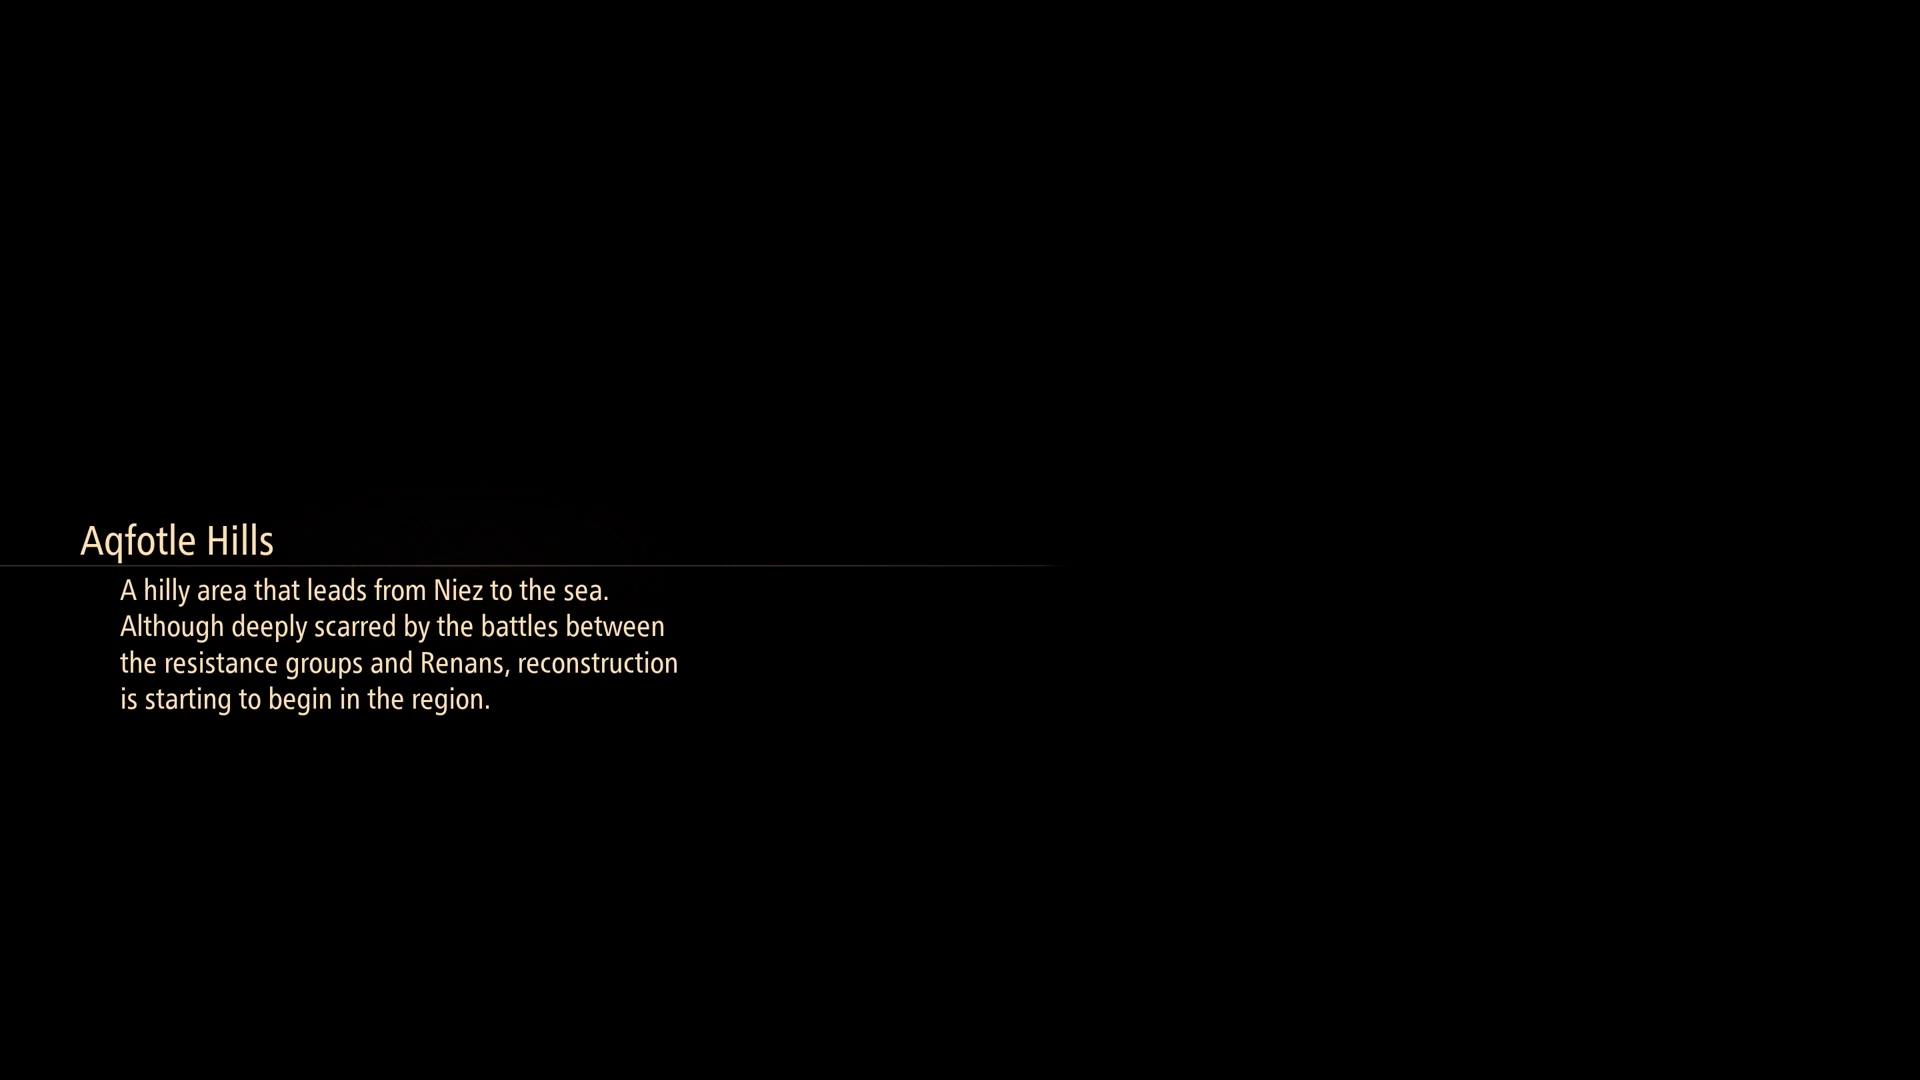 Aqfotle Hills
A hilly area that leads from Niez to the sea.
Although deeply scarred by the battles between
the resistance groups and Renans, reconstruction
is starting to begin in the region.